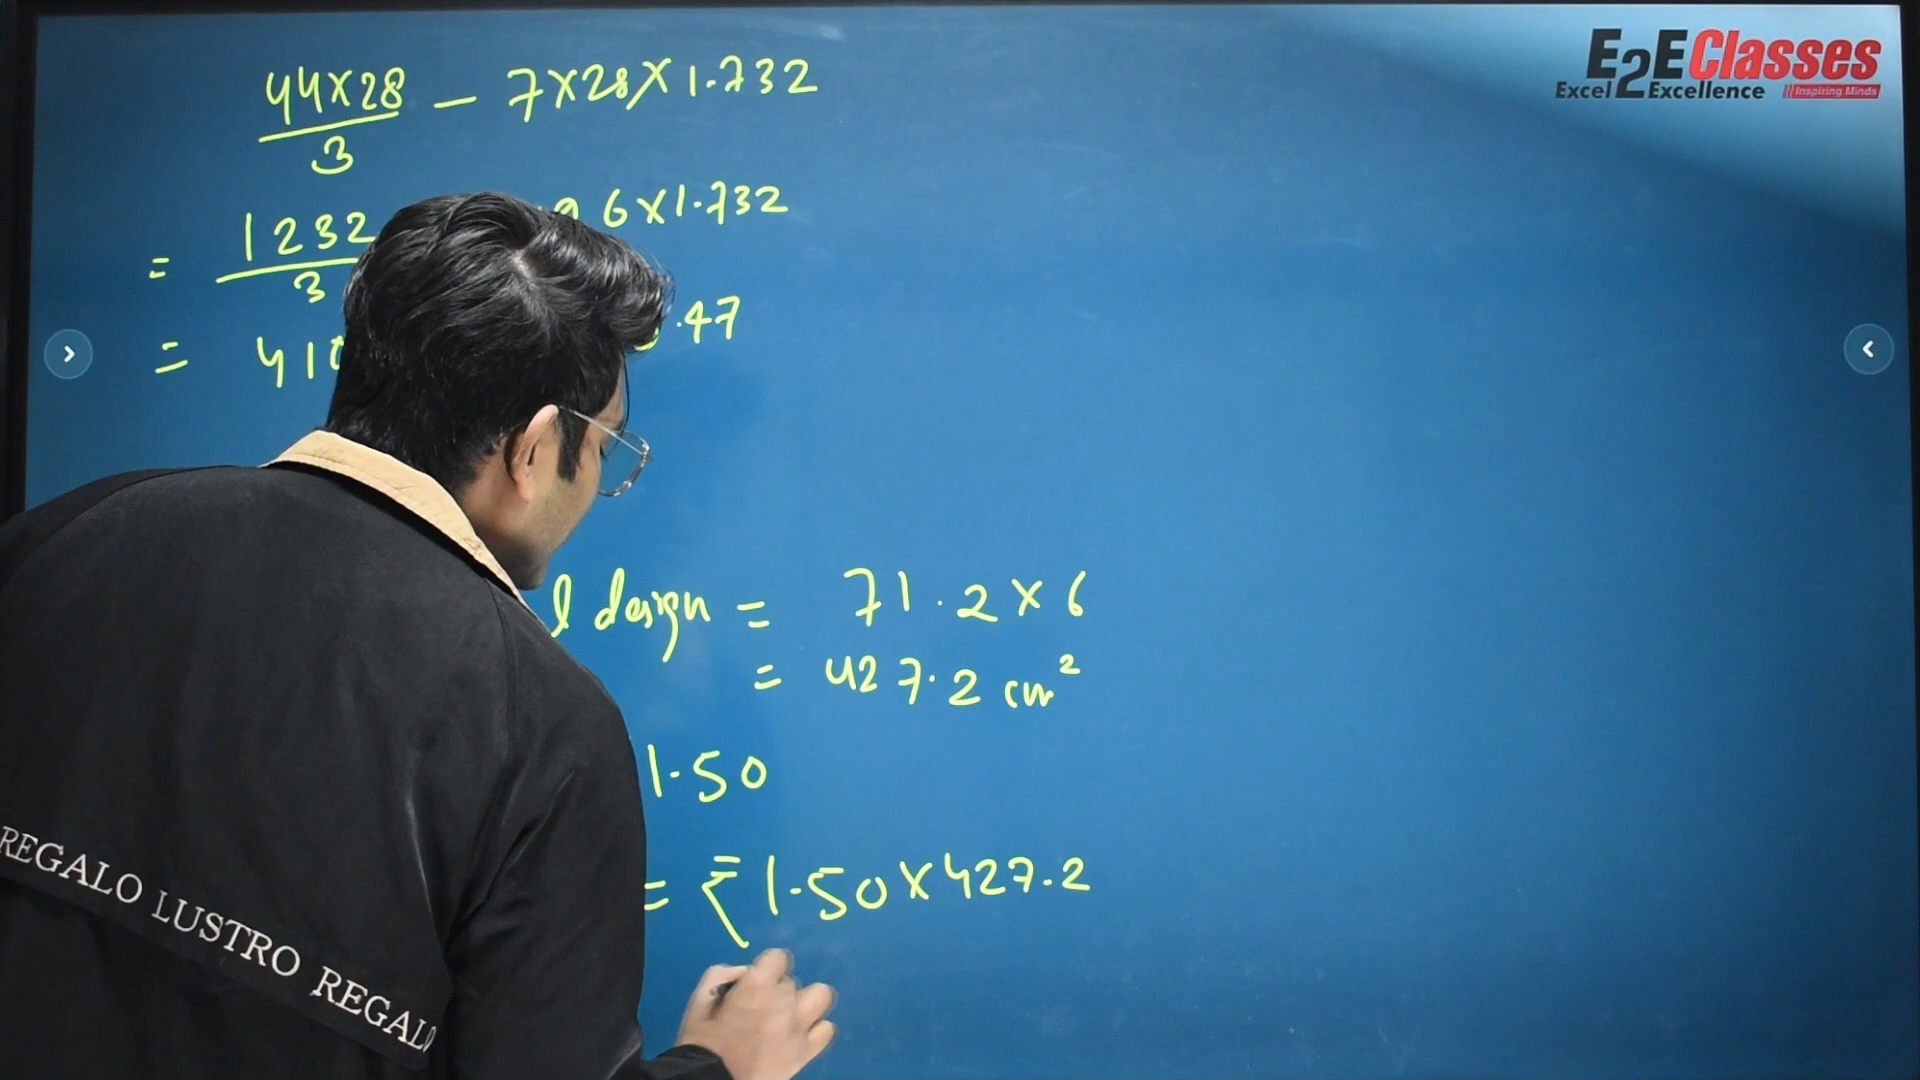 E2E Classes
Excel 2 Excellence Inspiring Minds
44×28/3 - 7×28×1.732
= 1232/3 6×1.732
= 41 .47
design = 71.2×6
= 427.2 cm²
1.50
= ₹1.50×427.2
REGALO LUSTRO REGALO